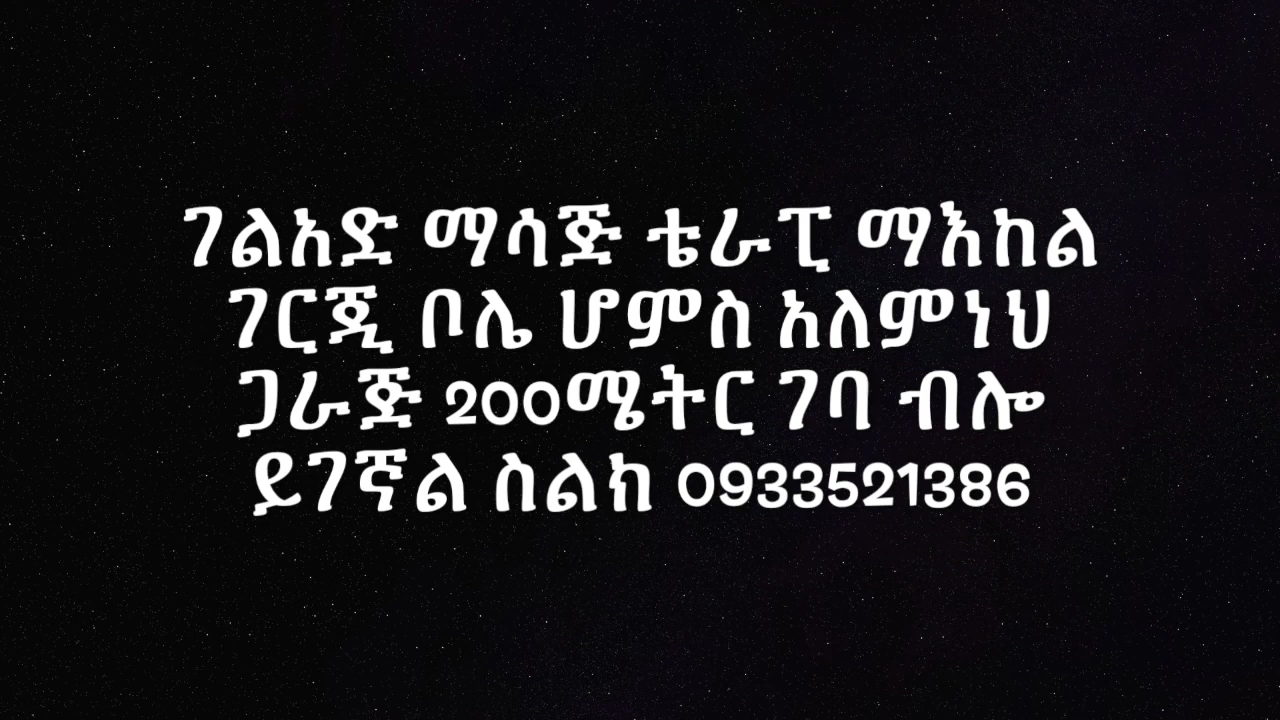 ገልአድ ማሳጅ ቴራፒ ማእከል
ገርጂ ቦሌ ሆምስ አለምነህ
ጋራጅ 200ሜትር ገባ ብሎ
ይገኛል ስልክ 0933521386